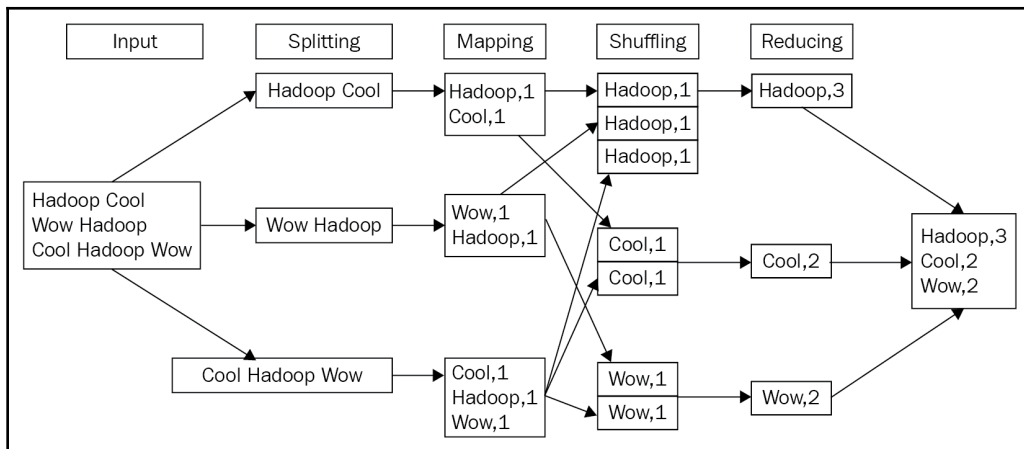 Input
Splitting
Mapping
Shuffling
Reducing
Hadoop Cool
Wow Hadoop
Cool Hadoop Wow
Hadoop Cool
Wow Hadoop
Cool Hadoop Wow
Hadoop,1
Cool,1
Wow,1
Hadoop,1
Cool,1
Hadoop,1
Wow,1
Hadoop,1
Hadoop,1
Hadoop,1
Cool,1
Cool,1
Wow,1
Wow,1
Hadoop,3
Cool,2
Wow,2
Hadoop,3
Cool,2
Wow,2